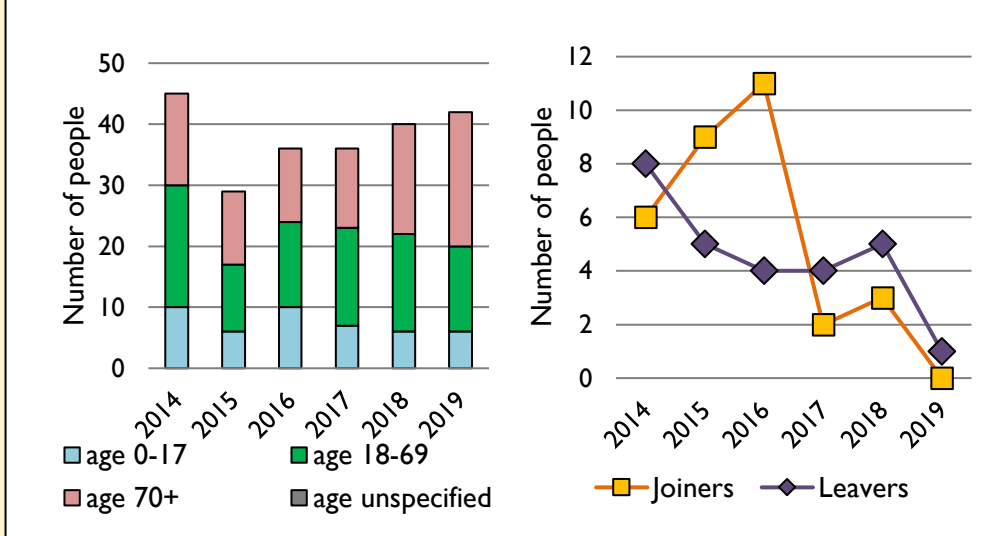 50
40
30
20
10
0
Number of people
2014 2015 2016 2017 2018 2019
age 0-17 age 18-69
age 70+ age unspecified
12
10
8
6
4
2
0
Number of people
2014 2015 2016 2017 2018 2019
Joiners Leavers